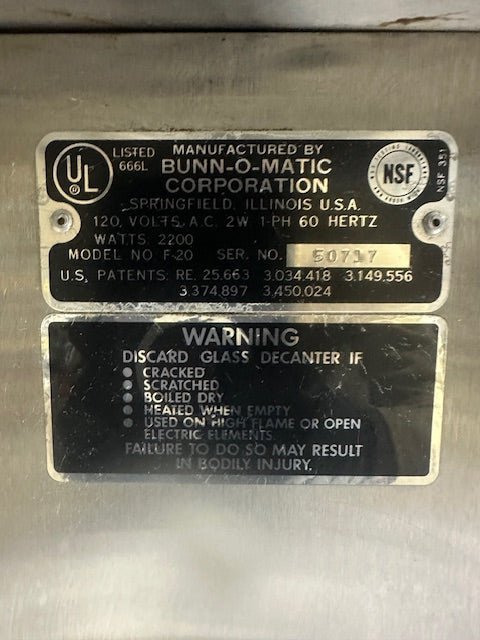 LISTED
666L
UL
MANUFACTURED BY
BUNN-O-MATIC
CORPORATION
SPRINGFIELD, ILLINOIS U.S.A.
120, VOLTS A.C. 2W 1-PH 60 HERTZ
WATTS 2200
MODEL NO. F-20 SER. NO. 50717
U.S. PATENTS: RE. 25.663 3.034.418 3.149.556
3.374.897 3.450.024
NSF
NSF 351
WARNING
DISCARD GLASS DECANTER IF
● CRACKED
● SCRATCHED
● BOILED DRY
● HEATED WHEN EMPTY
● USED ON HIGH FLAME OR OPEN
ELECTRIC ELEMENTS.
FAILURE TO DO SO MAY RESULT
IN BODILY INJURY.